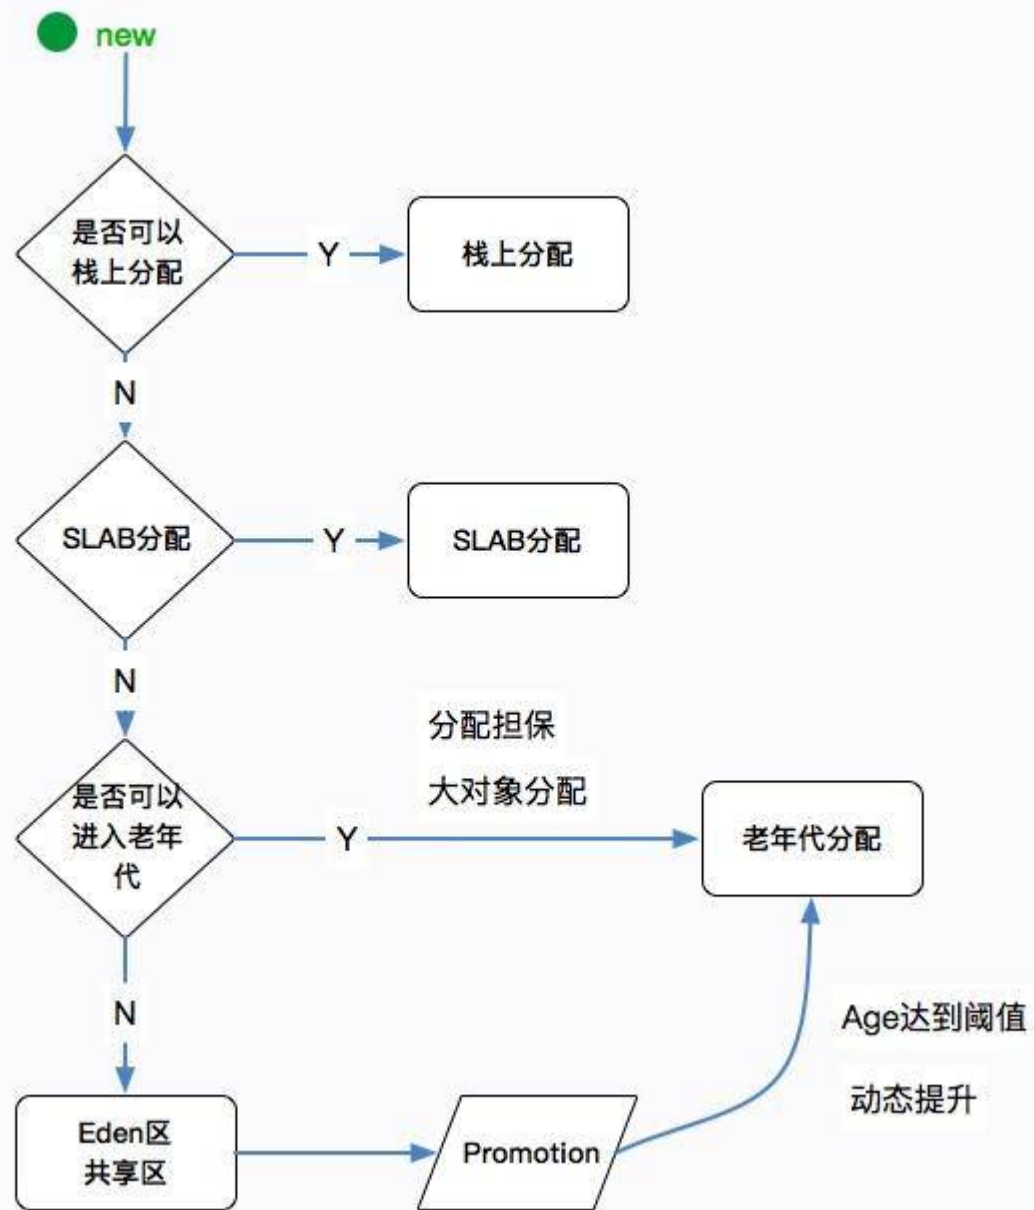 new
是否可以
栈上分配
Y
栈上分配
N
SLAB分配
Y
SLAB分配
N
分配担保
大对象分配
是否可以
进入老年
代
Y
老年代分配
N
Age达到阈值
动态提升
Eden区
共享区
Promotion